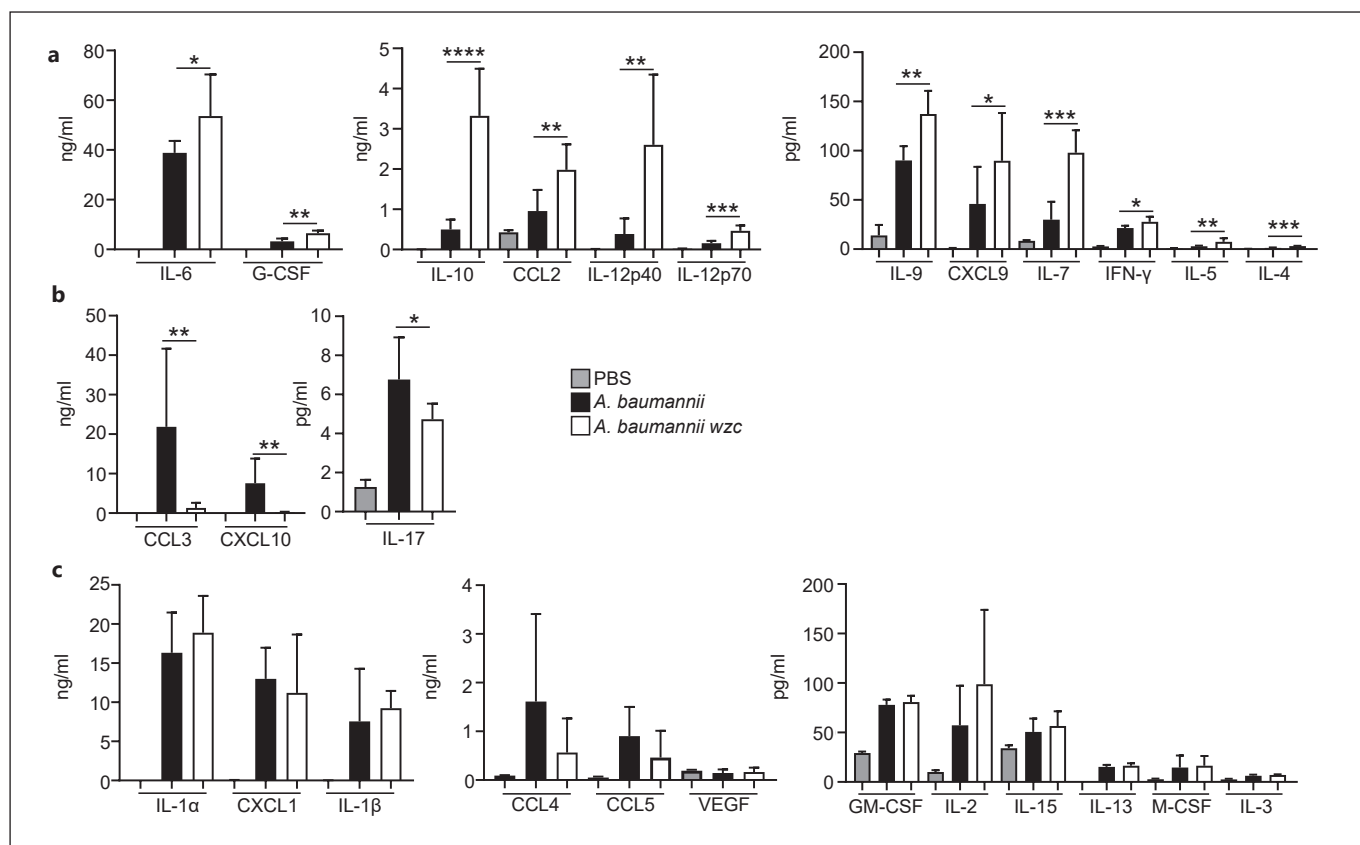 a
80
60
40
20
0
ng/ml
*
**
IL-6 G-CSF
5
4
3
2
1
0
ng/ml
****
**
**
***
IL-10 CCL2 IL-12p40 IL-12p70
200
150
100
50
0
pg/ml
**
*
***
*
**
***
IL-9 CXCL9 IL-7 IFN-γ IL-5 IL-4
b
50
40
30
20
10
0
ng/ml
**
**
CCL3 CXCL10
10
8
6
4
2
0
pg/ml
*
IL-17
PBS
A. baumannii
A. baumannii wzc
c
25
20
15
10
5
0
ng/ml
IL-1α CXCL1 IL-1β
4
3
2
1
0
ng/ml
CCL4 CCL5 VEGF
200
150
100
50
0
pg/ml
GM-CSF IL-2 IL-15 IL-13 M-CSF IL-3